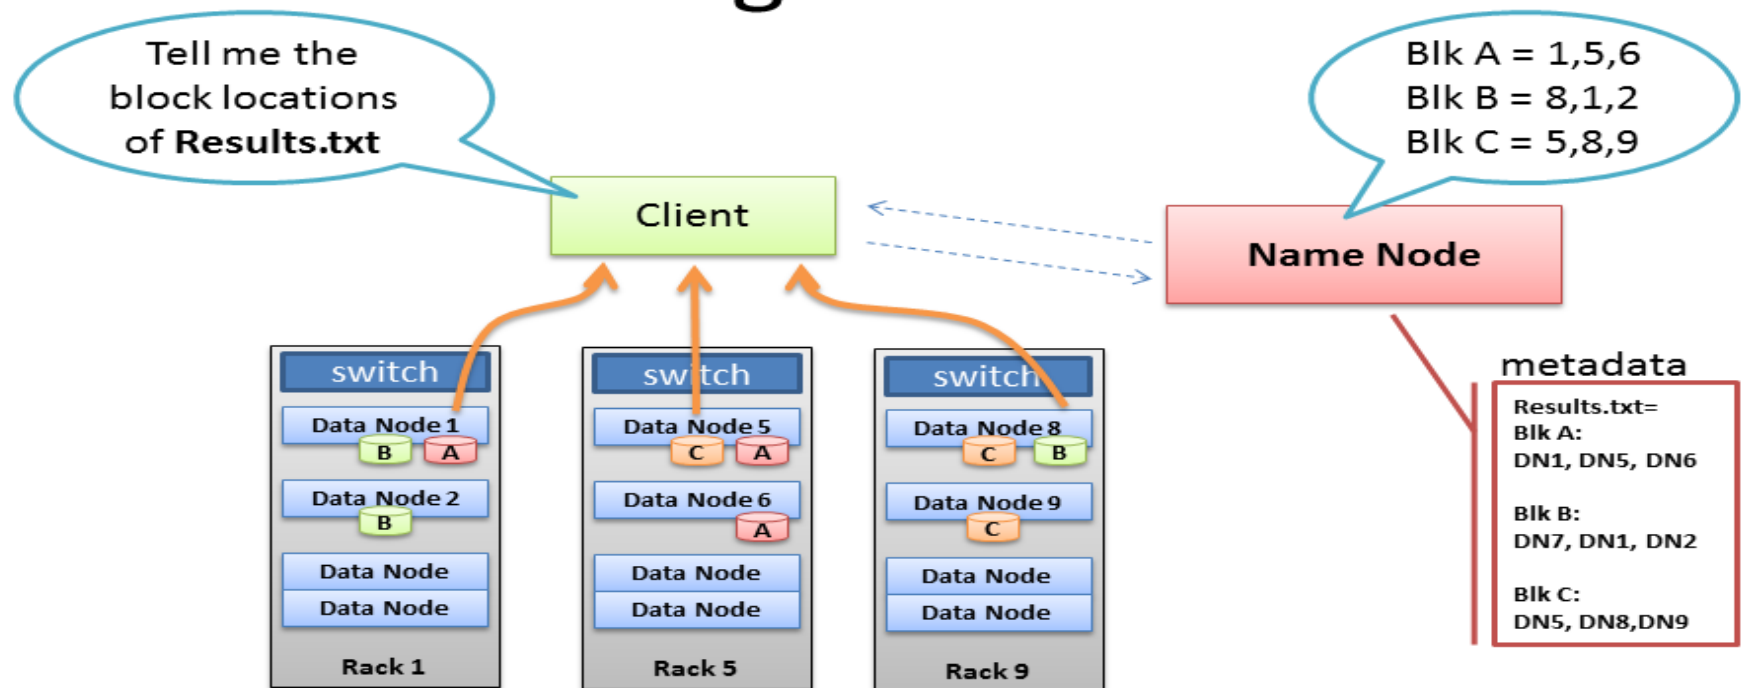 Tell me the
block locations
of Results.txt
Blk A = 1,5,6
Blk B = 8,1,2
Blk C = 5,8,9
Client
Name Node
switch
Data Node 1
B A
Data Node 2
B
Data Node
Data Node
Rack 1
switch
Data Node 5
C A
Data Node 6
A
Data Node
Data Node
Rack 5
switch
Data Node 8
C B
Data Node 9
C
Data Node
Data Node
Rack 9
metadata
Results.txt=
Blk A:
DN1, DN5, DN6
Blk B:
DN7, DN1, DN2
Blk C:
DN5, DN8,DN9